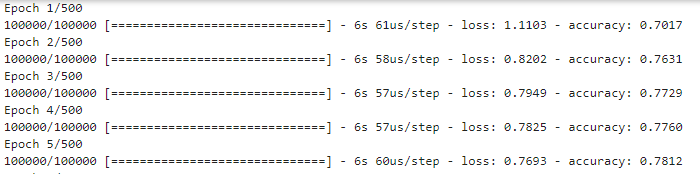 Epoch 1/500
100000/100000 [==============================] - 6s 61us/step - loss: 1.1103 - accuracy: 0.7017
Epoch 2/500
100000/100000 [==============================] - 6s 58us/step - loss: 0.8202 - accuracy: 0.7631
Epoch 3/500
100000/100000 [==============================] - 6s 57us/step - loss: 0.7949 - accuracy: 0.7729
Epoch 4/500
100000/100000 [==============================] - 6s 57us/step - loss: 0.7825 - accuracy: 0.7760
Epoch 5/500
100000/100000 [==============================] - 6s 60us/step - loss: 0.7693 - accuracy: 0.7812